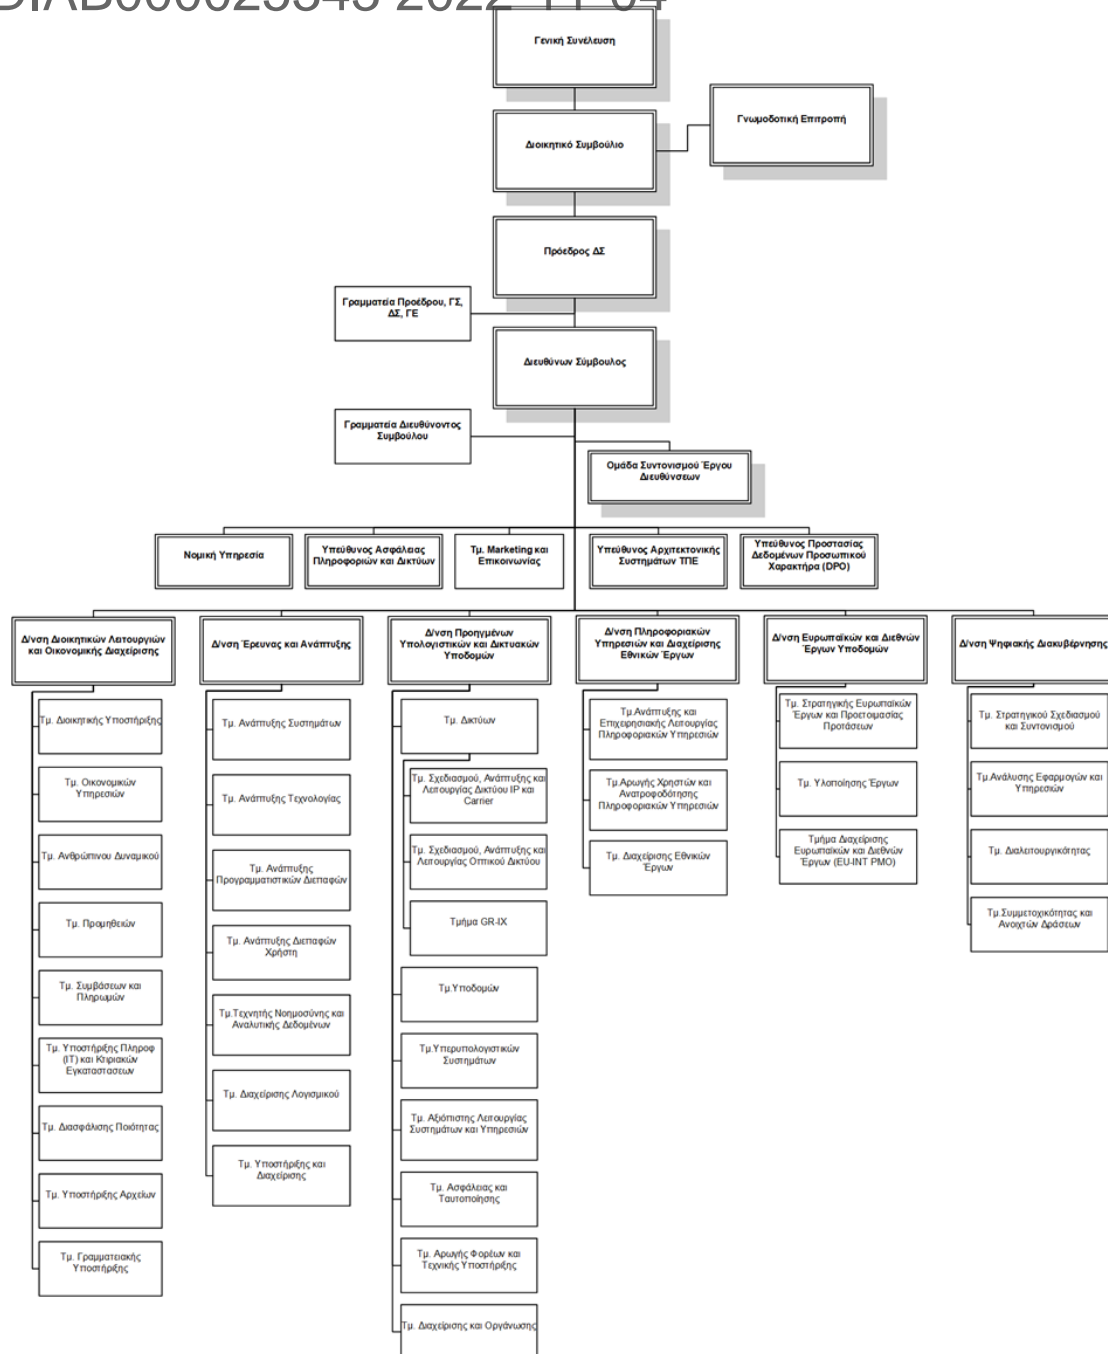 Γενική Συνέλευση
Γνωμοδοτική Επιτροπή
Διοικητικό Συμβούλιο
Πρόεδρος ΔΣ
Γραμματεία Προέδρου, ΓΣ,
ΔΣ, ΓΕ
Διευθύνων Σύμβουλος
Γραμματεία Διευθύνοντος
Συμβούλου
Ομάδα Συντονισμού Έργου
Διευθύνσεων
Νομική Υπηρεσία
Υπεύθυνος Ασφάλειας
Πληροφοριών και Δικτύων
Τμ. Marketing και
Επικοινωνίας
Υπεύθυνος Αρχιτεκτονικής
Συστημάτων ΤΠΕ
Υπεύθυνος Προστασίας
Δεδομένων Προσωπικού
Χαρακτήρα (DPO)
Δ/νση Διοικητικών Λειτουργιών
και Οικονομικής Διαχείρισης
Δ/νση Έρευνας και Ανάπτυξης
Δ/νση Προηγμένων
Υπολογιστικών και Δικτυακών
Υποδομών
Δ/νση Πληροφοριακών
Υπηρεσιών και Διαχείρισης
Εθνικών Έργων
Δ/νση Ευρωπαϊκών και Διεθνών
Έργων Υποδομών
Δ/νση Ψηφιακής Διακυβέρνησης
Τμ. Διοικητικής Υποστήριξης
Τμ. Οικονομικών
Υπηρεσιών
Τμ. Ανθρώπινου Δυναμικού
Τμ. Προμηθειών
Τμ. Συμβάσεων και
Πληρωμών
Τμ. Υποστήριξης Πληροφ
(ΙΤ) και Κτιριακών
Εγκαταστασεων
Τμ. Διασφάλισης Ποιότητας
Τμ. Υποστήριξης Αρχείων
Τμ. Γραμματειακής
Υποστήριξης
Τμ. Ανάπτυξης Συστημάτων
Τμ. Ανάπτυξης Τεχνολογίας
Τμ. Ανάπτυξης
Προγραμματιστικών Διεπαφών
Τμ. Ανάπτυξης Διεπαφών
Χρήστη
Τμ.Τεχνητής Νοημοσύνης και
Αναλυτικής Δεδομένων
Τμ. Διαχείρισης Λογισμικού
Τμ. Υποστήριξης και
Διαχείρισης
Τμ. Δικτύων
Τμ. Σχεδιασμού, Ανάπτυξης και
Λειτουργίας Δικτύου IP και
Carrier
Τμ. Σχεδιασμού, Ανάπτυξης και
Λειτουργίας Οπτικού Δικτύου
Τμήμα GR-IX
Τμ.Υποδομών
Τμ.Υπερυπολογιστικών
Συστημάτων
Τμ. Αξιόπιστης Λειτουργίας
Συστημάτων και Υπηρεσιών
Τμ. Ασφάλειας και
Ταυτοποίησης
Τμ. Αρωγής Φορέων και
Τεχνικής Υποστήριξης
Τμ. Διαχείρισης και Οργάνωσης
Τμ.Ανάπτυξης και
Επιχειρησιακής Λειτουργίας
Πληροφοριακών Υπηρεσιών
Τμ.Αρωγής Χρηστών και
Ανατροφοδότησης
Πληροφοριακών Υπηρεσιών
Τμ. Διαχείρισης Εθνικών
Έργων
Τμ. Στρατηγικής Ευρωπαϊκών
Έργων και Προετοιμασίας
Προτάσεων
Τμ. Υλοποίησης Έργων
Τμήμα Διαχείρισης
Ευρωπαϊκών και Διεθνών
Έργων (EU-INT PMO)
Τμ. Στρατηγικού Σχεδιασμού
και Συντονισμού
Τμ.Ανάλυσης Εφαρμογών και
Υπηρεσιών
Τμ. Διαλειτουργικότητας
Τμ.Συμμετοχικότητας και
Ανοιχτών Δράσεων